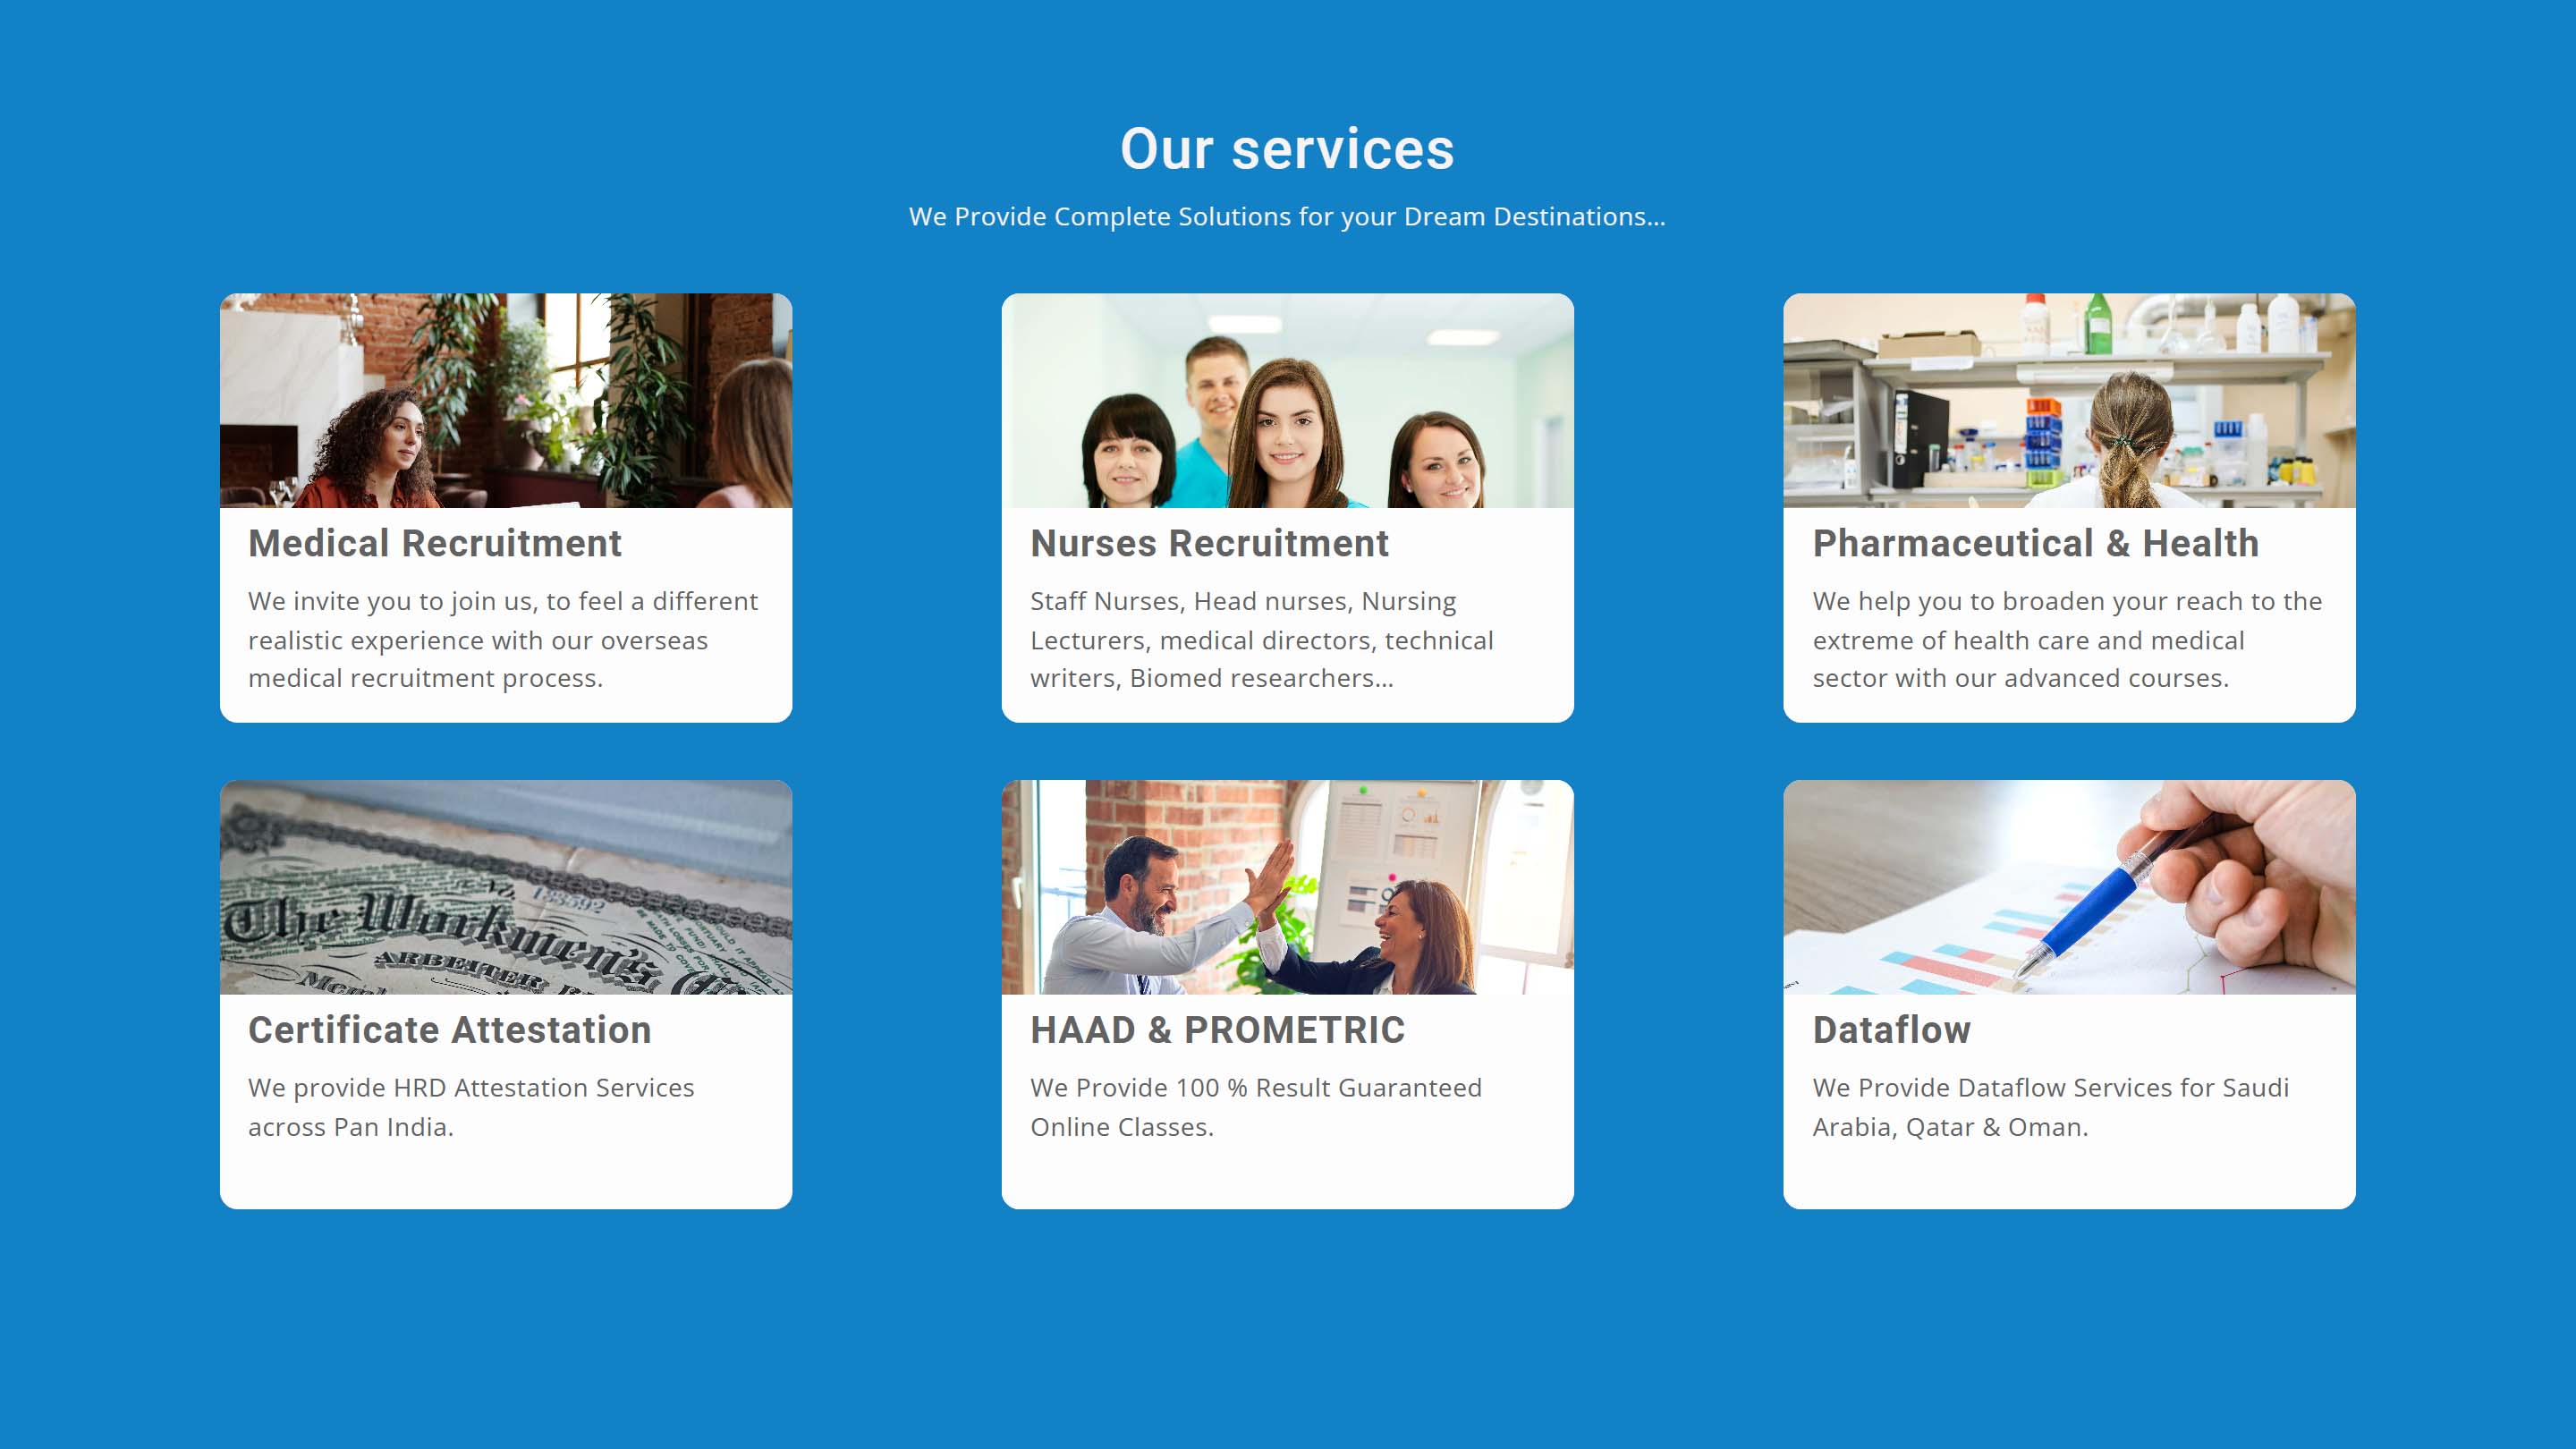 Our services
We Provide Complete Solutions for your Dream Destinations...
Medical Recruitment
We invite you to join us, to feel a different
realistic experience with our overseas
medical recruitment process.
Nurses Recruitment
Staff Nurses, Head nurses, Nursing
Lecturers, medical directors, technical
writers, Biomed researchers...
Pharmaceutical & Health
We help you to broaden your reach to the
extreme of health care and medical
sector with our advanced courses.
The Workmen's
ARBEITER
Certificate Attestation
We provide HRD Attestation Services
across Pan India.
HAAD & PROMETRIC
We Provide 100 % Result Guaranteed
Online Classes.
Dataflow
We Provide Dataflow Services for Saudi
Arabia, Qatar & Oman.